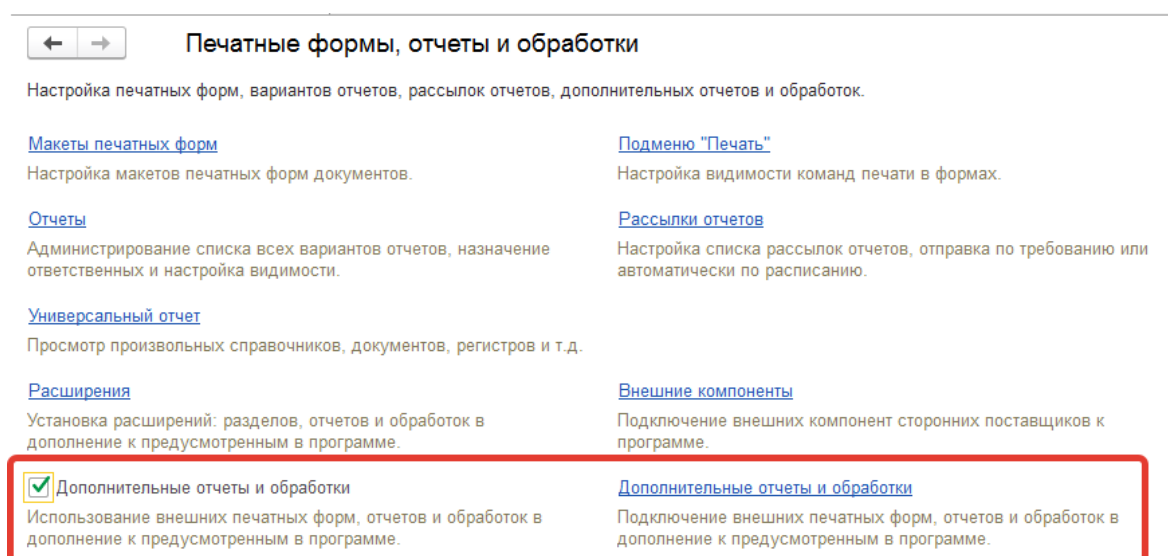 Печатные формы, отчеты и обработки
Настройка печатных форм, вариантов отчетов, рассылок отчетов, дополнительных отчетов и обработок.
Макеты печатных форм
Настройка макетов печатных форм документов.
Подменю "Печать"
Настройка видимости команд печати в формах.
Отчеты
Администрирование списка всех вариантов отчетов, назначение
ответственных и настройка видимости.
Рассылки отчетов
Настройка списка рассылок отчетов, отправка по требованию или
автоматически по расписанию.
Универсальный отчет
Просмотр произвольных справочников, документов, регистров и т.д.
Расширения
Установка расширений: разделов, отчетов и обработок в
дополнение к предусмотренным в программе.
Внешние компоненты
Подключение внешних компонент сторонних поставщиков к
программе.
Дополнительные отчеты и обработки
Использование внешних печатных форм, отчетов и обработок в
дополнение к предусмотренным в программе.
Дополнительные отчеты и обработки
Подключение внешних печатных форм, отчетов и обработок в
дополнение к предусмотренным в программе.